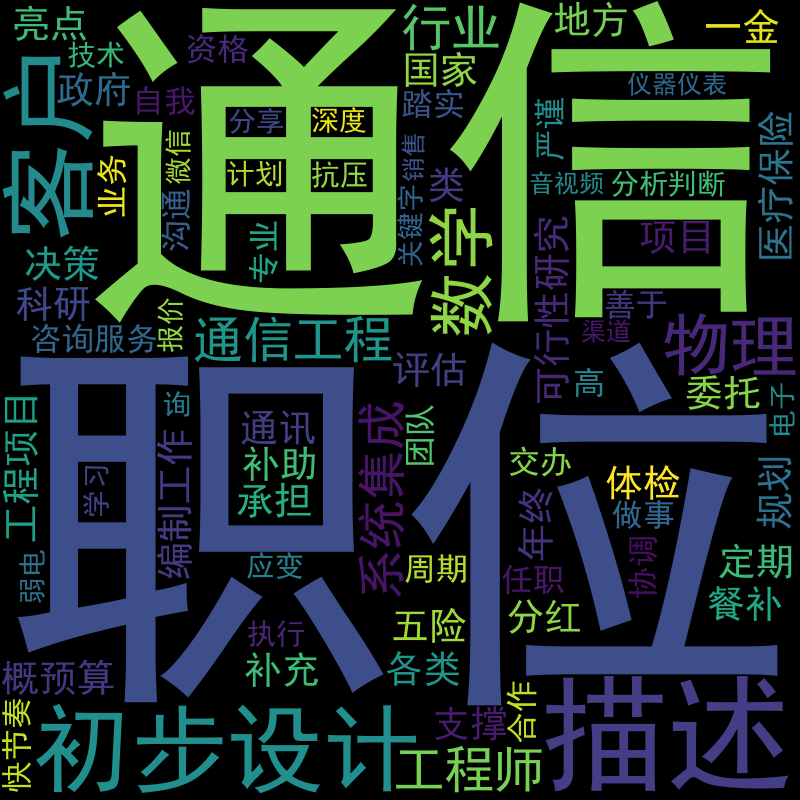 亮点
技术
资格
行业
地方
一金
通信
国家
仪器仪表
客户
政府
自我
踏实
严谨
分享
深度
业务
微信
计划
抗压
销售
关键字
类
音视频
分析判断
医疗保险
沟通
专业
数学
可行性研究
项目
决策
科研
报价
善于
渠道
咨询服务
通信工程
评估
物理
高
委托
电子
职位
工程项目
询
通讯
补助
承担
系统集成
团队
交办
体检
做事
规划
学习
编制工作
年终
弱电
应变
周期
任职
协调
定期
餐补
执行
五险
分红
概预算
补充
各类
快节奏
初步设计
支撑
合作
工程师
描述